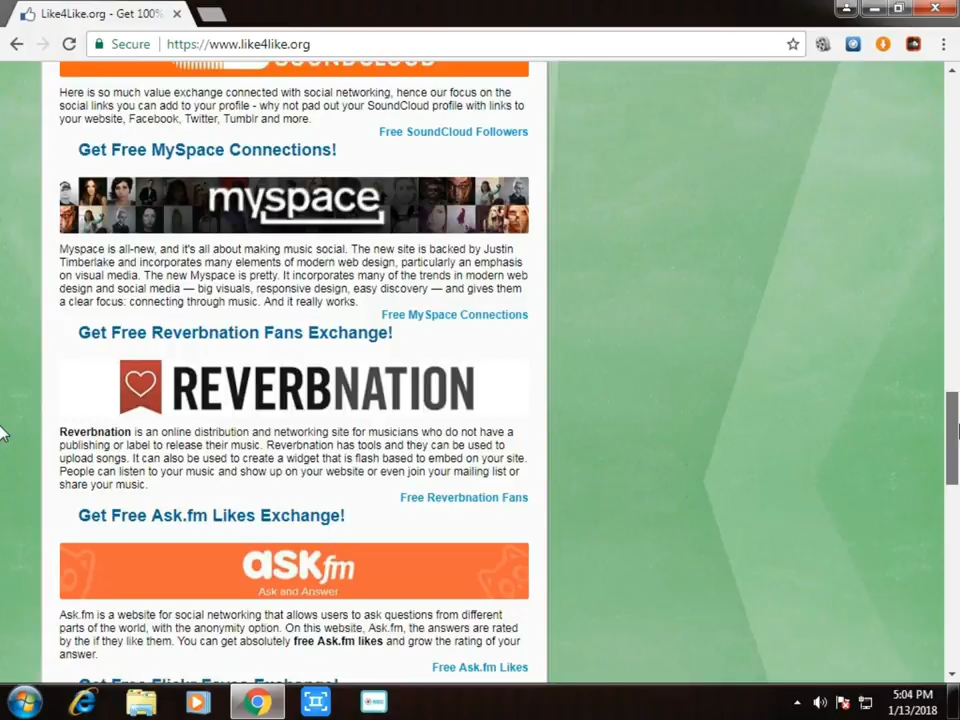 Like4Like.org - Get 100%
Secure
https://www.like4like.org
SOUNDCLOUD
Here is so much value exchange connected with social networking, hence our focus on the
social links you can add to your profile - why not pad out your SoundCloud profile with links to
your website, Facebook, Twitter, Tumblr and more.
Free SoundCloud Followers
Get Free MySpace Connections!
myspace
Myspace is all-new, and it's all about making music social. The new site is backed by Justin
Timberlake and incorporates many elements of modern web design, particularly an emphasis
on visual media. The new Myspace is pretty. It incorporates many of the trends in modern web
design and social media — big visuals, responsive design, easy discovery — and gives them
a clear focus: connecting through music. And it really works.
Free MySpace Connections
Get Free Reverbnation Fans Exchange!
REVERBNATION
Reverbnation is an online distribution and networking site for musicians who do not have a
publishing or label to release their music. Reverbnation has tools and they can be used to
upload songs. It can also be used to create a widget that is flash based to embed on your site.
People can listen to your music and show up on your website or even join your mailing list or
share your music.
Free Reverbnation Fans
Get Free Ask.fm Likes Exchange!
ASKfm
Ask and Answer
Ask.fm is a website for social networking that allows users to ask questions from different
parts of the world, with the anonymity option. On this website, Ask.fm, the answers are rated
by the if they like them. You can get absolutely free Ask.fm likes and grow the rating of your
answer.
Free Ask.fm Likes
Get Free Flickr Faves Exchange!
5:04 PM
1/13/2018